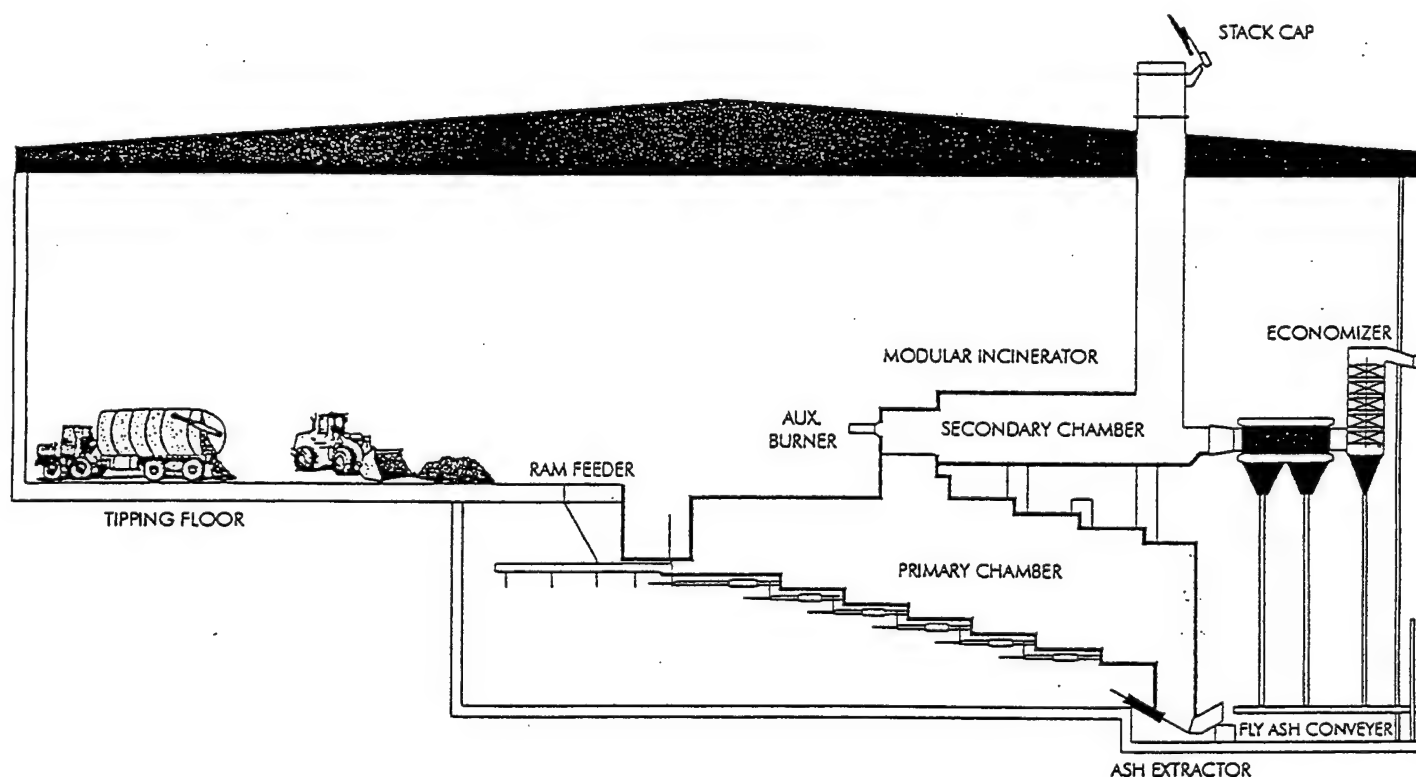 STACK CAP
ECONOMIZER
MODULAR INCINERATOR
AUX.
BURNER
SECONDARY CHAMBER
RAM FEEDER
TIPPING FLOOR
PRIMARY CHAMBER
FLY ASH CONVEYER
ASH EXTRACTOR